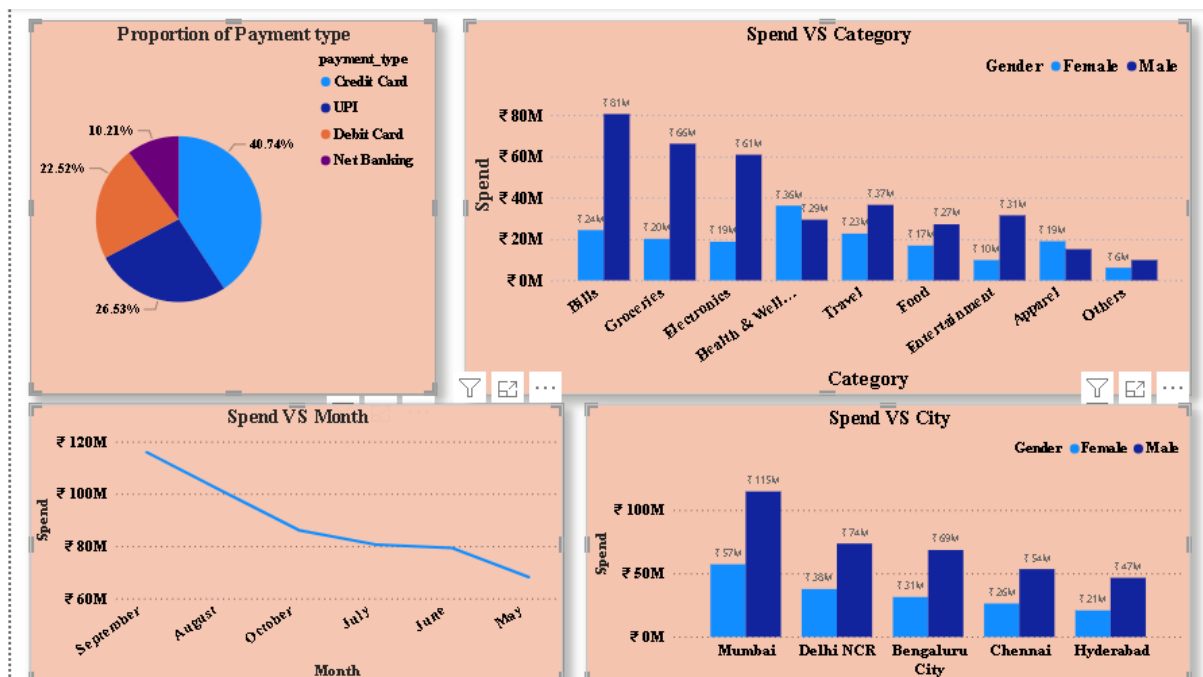 Proportion of Payment type
payment_type
Credit Card
UPI
Debit Card
Net Banking
10.21%
40.74%
22.52%
26.53%
Spend VS Category
Gender Female Male
Spend
₹ 80M
₹ 60M
₹ 40M
₹ 20M
₹ 0M
₹ 24M ₹ 81M ₹ 20M ₹ 66M ₹ 19M ₹ 61M ₹ 36M ₹ 29M ₹ 23M ₹ 37M ₹ 17M ₹ 27M ₹ 10M ₹ 31M ₹ 19M ₹ 6M
Bills Groceries Electronics Health & Well... Travel Food Entertainment Apparel Others
Category
Spend VS Month
Spend
₹ 120M
₹ 100M
₹ 80M
₹ 60M
September August October July June May
Month
Spend VS City
Gender Female Male
Spend
₹ 100M
₹ 50M
₹ 0M
₹ 57M ₹ 115M ₹ 38M ₹ 74M ₹ 31M ₹ 69M ₹ 26M ₹ 54M ₹ 21M ₹ 47M
Mumbai Delhi NCR Bengaluru Chennai Hyderabad
City